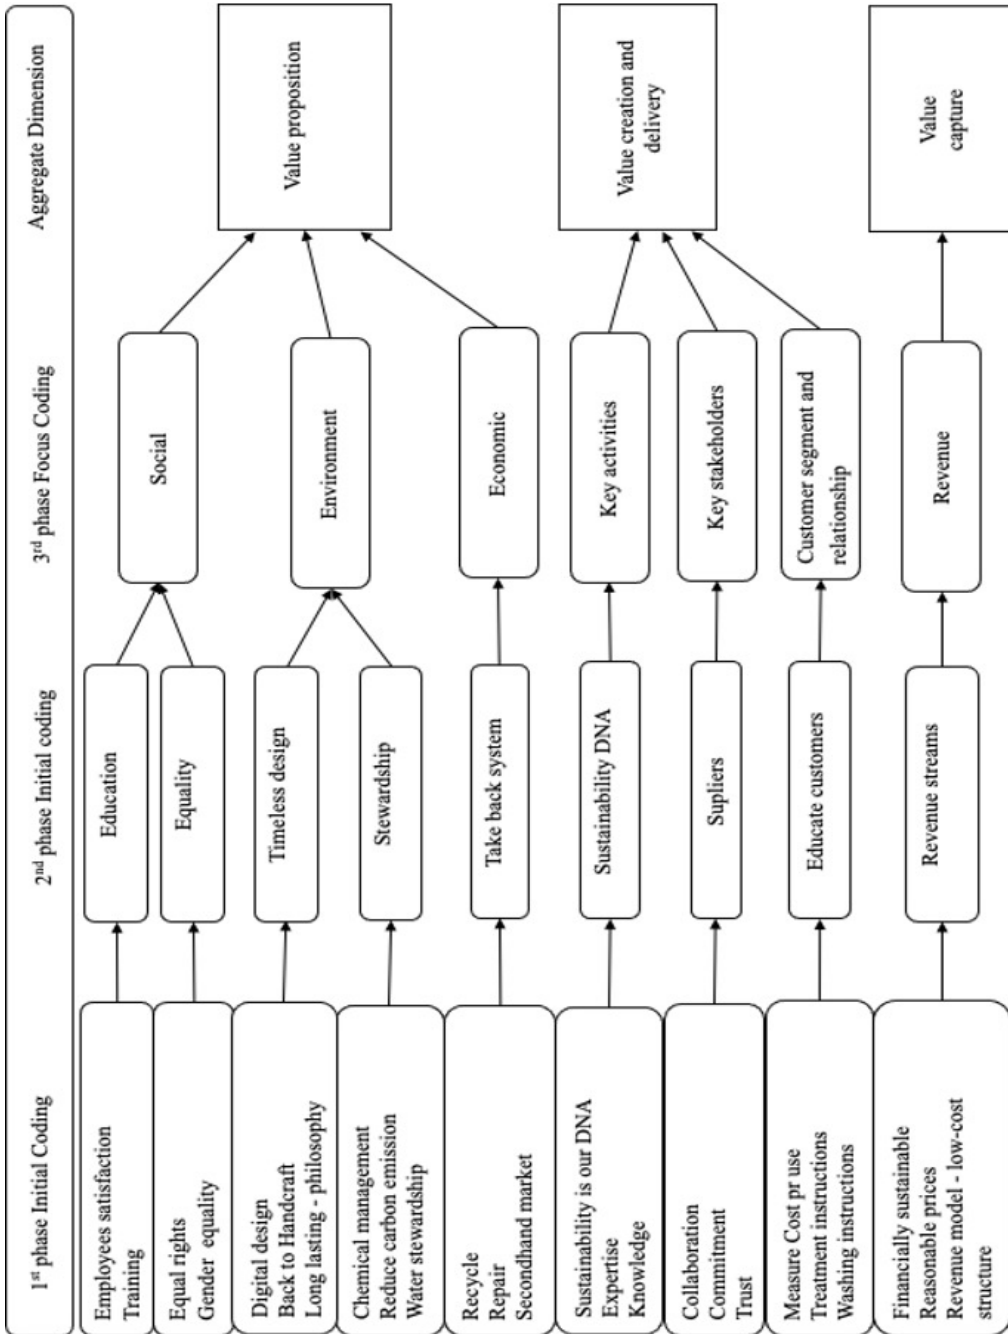 1st phase Initial Coding
2nd phase Initial coding
3rd phase Focus Coding
Aggregate Dimension
Employees satisfaction
Training
Equal rights
Gender equality
Digital design
Back to Handcraft
Long lasting - philosophy
Chemical management
Reduce carbon emission
Water stewardship
Recycle
Repair
Secondhand market
Sustainability is our DNA
Expertise
Knowledge
Collaboration
Commitment
Trust
Measure Cost pr use
Treatment instructions
Washing instructions
Financially sustainable
Reasonable prices
Revenue model - low-cost
structure
Education
Equality
Timeless design
Stewardship
Take back system
Sustainability DNA
Supliers
Educate customers
Revenue streams
Social
Environment
Economic
Key activities
Key stakeholders
Customer segment and
relationship
Revenue
Value proposition
Value creation and
delivery
Value
capture